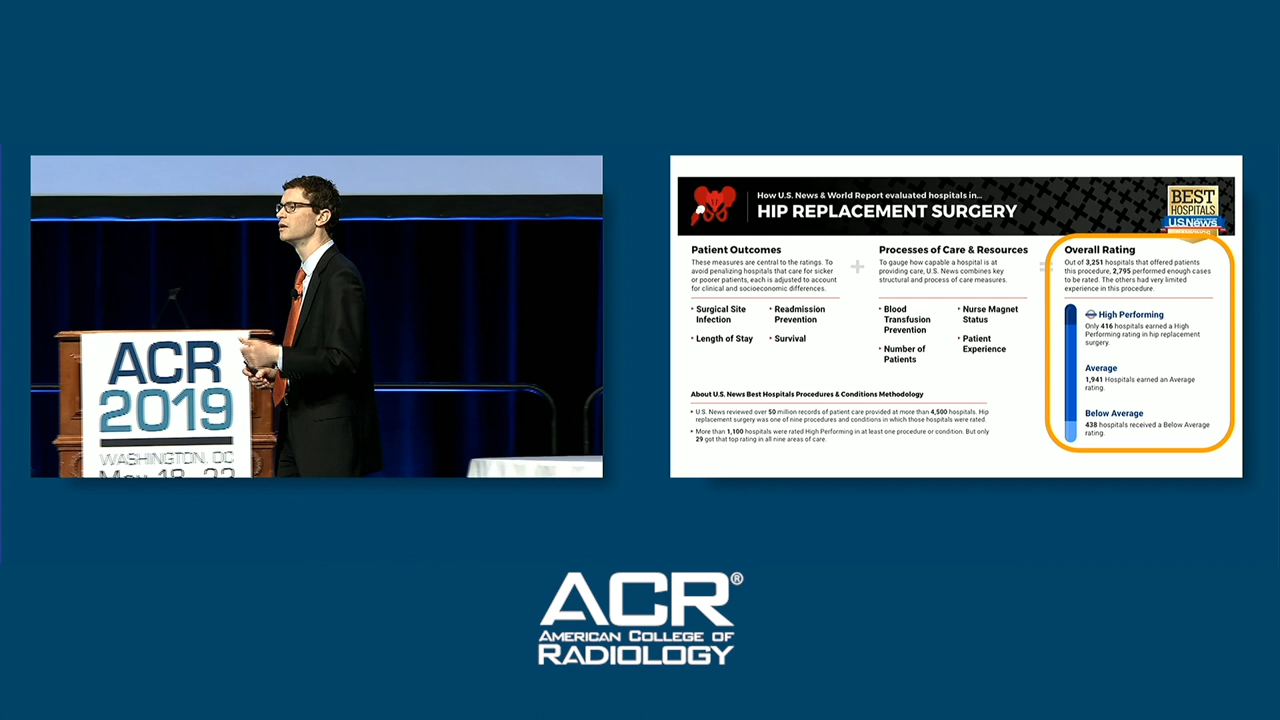 ACR
2019
WASHINGTON, DC
May 18-22
How U.S. News & World Report evaluated hospitals in...
HIP REPLACEMENT SURGERY
BEST
HOSPITALS
U.S.News
Patient Outcomes
These measures are central to the ratings. To
avoid penalizing hospitals that care for sicker
or poorer patients, each is adjusted to account
for clinical and socioeconomic differences.
• Surgical Site
Infection
• Length of Stay
• Readmission
Prevention
• Survival
+
Processes of Care & Resources
To gauge how capable a hospital is at
providing care, U.S. News combines key
structural and process of care measures.
• Blood
Transfusion
Prevention
• Number of
Patients
• Nurse Magnet
Status
• Patient
Experience
=
Overall Rating
Out of 3,251 hospitals that offered patients
this procedure, 2,795 performed enough cases
to be rated. The others had very limited
experience in this procedure.
High Performing
Only 416 hospitals earned a High
Performing rating in hip replacement
surgery.
Average
1,941 Hospitals earned an Average
rating.
Below Average
438 hospitals received a Below Average
rating.
About U.S. News Best Hospitals Procedures & Conditions Methodology
• U.S. News reviewed over 50 million records of patient care provided at more than 4,500 hospitals. Hip
replacement surgery was one of nine procedures and conditions in which those hospitals were rated.
• More than 1,100 hospitals were rated High Performing in at least one procedure or condition. But only
29 got that top rating in all nine areas of care.
ACR®
AMERICAN COLLEGE OF
RADIOLOGY